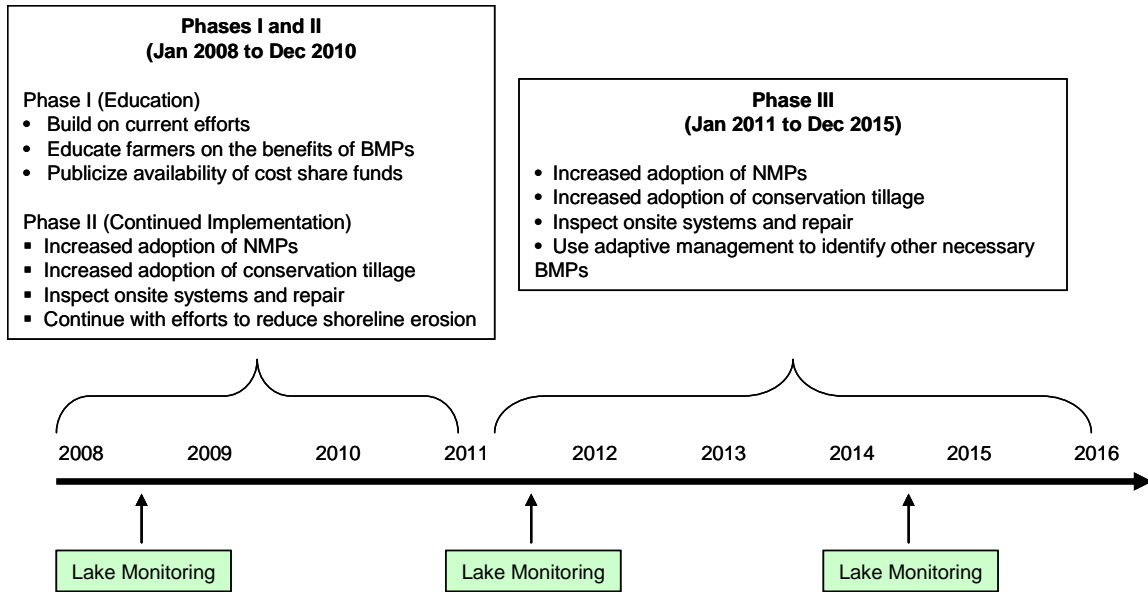 Phases I and II
(Jan 2008 to Dec 2010
Phase I (Education)
• Build on current efforts
• Educate farmers on the benefits of BMPs
• Publicize availability of cost share funds
Phase II (Continued Implementation)
▪ Increased adoption of NMPs
▪ Increased adoption of conservation tillage
▪ Inspect onsite systems and repair
▪ Continue with efforts to reduce shoreline erosion
Phase III
(Jan 2011 to Dec 2015)
• Increased adoption of NMPs
• Increased adoption of conservation tillage
• Inspect onsite systems and repair
• Use adaptive management to identify other necessary
BMPs
2008 2009 2010 2011 2012 2013 2014 2015 2016
Lake Monitoring Lake Monitoring Lake Monitoring